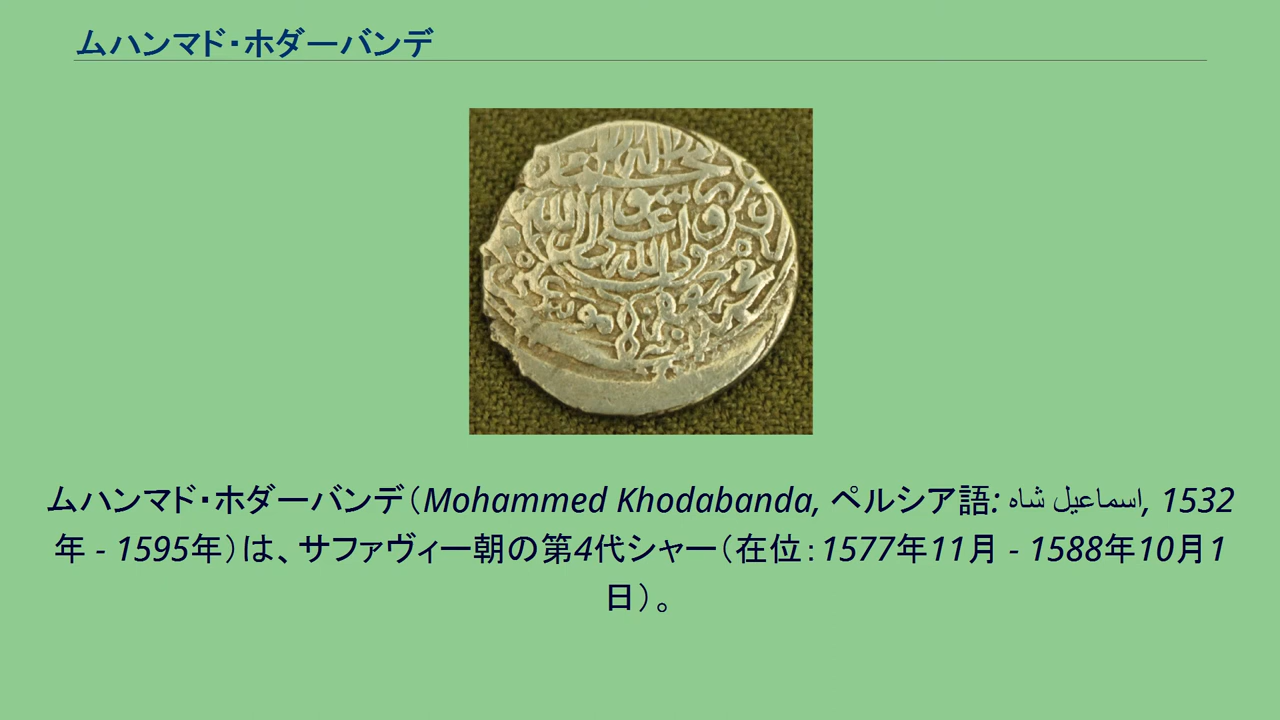 ムハンマド・ホダーバンデ
ムハンマド・ホダーバンデ（Mohammed Khodabanda, ペルシア語: اسماعیل شاه, 1532
年 - 1595年）は、サファヴィー朝の第4代シャー（在位：1577年11月 - 1588年10月1
日）。